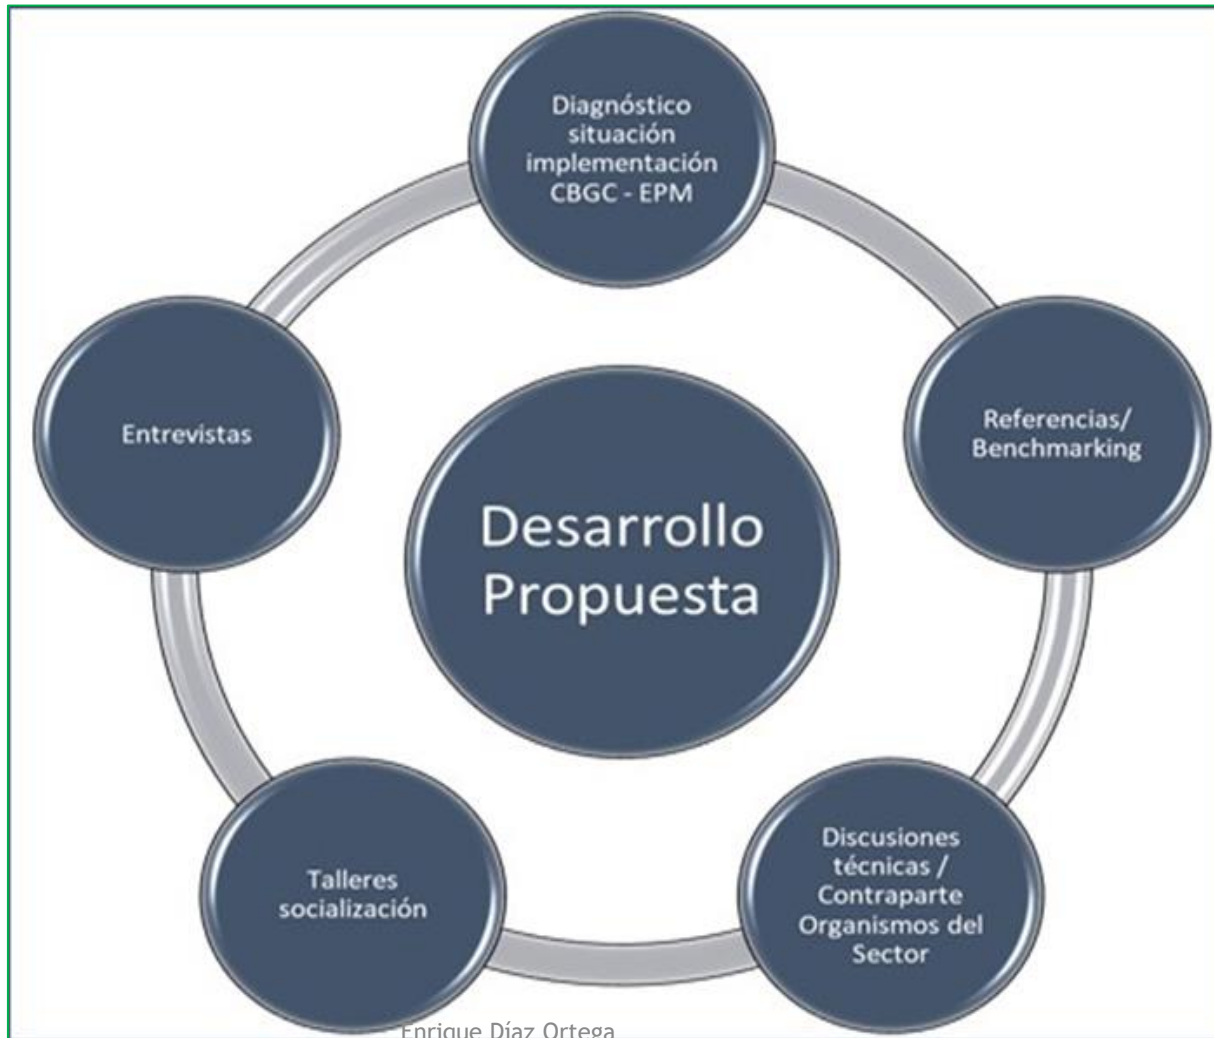 Diagnóstico
situación
implementación
CBGC - EPM
Referencias/
Benchmarking
Entrevistas
Desarrollo
Propuesta
Discusiones
técnicas /
Contraparte
Organismos del
Sector
Talleres
socialización
Enrique Díaz Ortega